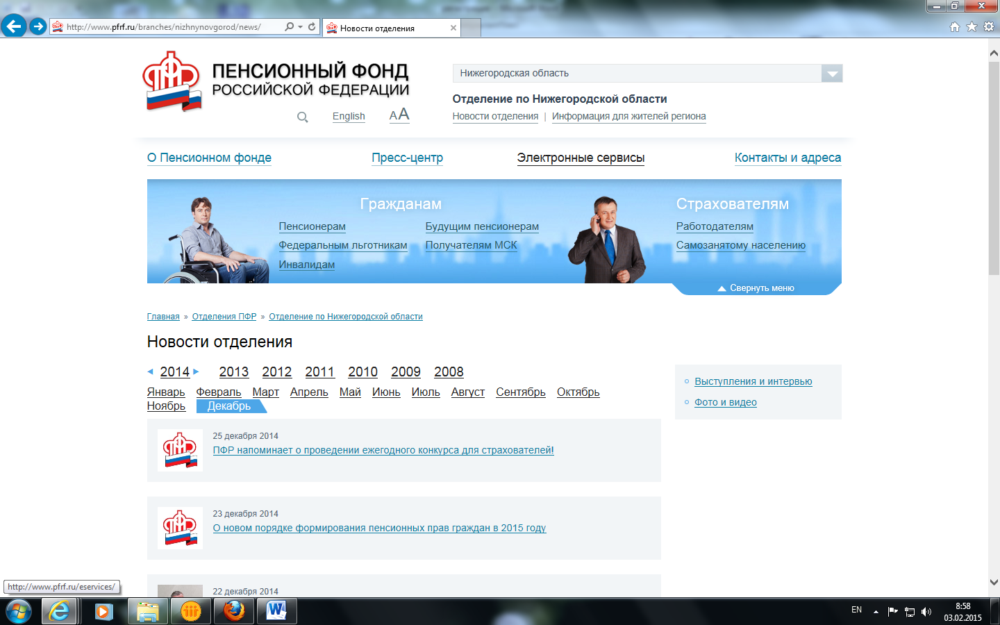 http://www.pfrf.ru/branches/nizhnynovgorod/news/
Новости отделения
ПЕНСИОННЫЙ ФОНД
РОССИЙСКОЙ ФЕДЕРАЦИИ
English
AA
Нижегородская область
Отделение по Нижегородской области
Новости отделения | Информация для жителей региона
О Пенсионном фонде Пресс-центр Электронные сервисы Контакты и адреса
Гражданам
Пенсионерам Будущим пенсионерам
Федеральным льготникам Получателям МСК
Инвалидам
Страхователям
Работодателям
Самозанятому населению
Свернуть меню
Главная » Отделения ПФР » Отделение по Нижегородской области
Новости отделения
2014 2013 2012 2011 2010 2009 2008
Январь Февраль Март Апрель Май Июнь Июль Август Сентябрь Октябрь
Ноябрь Декабрь
Выступления и интервью
Фото и видео
25 декабря 2014
ПФР напоминает о проведении ежегодного конкурса для страхователей!
23 декабря 2014
О новом порядке формирования пенсионных прав граждан в 2015 году
22 декабря 2014
http://www.pfrf.ru/eservices/
EN
8:58
03.02.2015